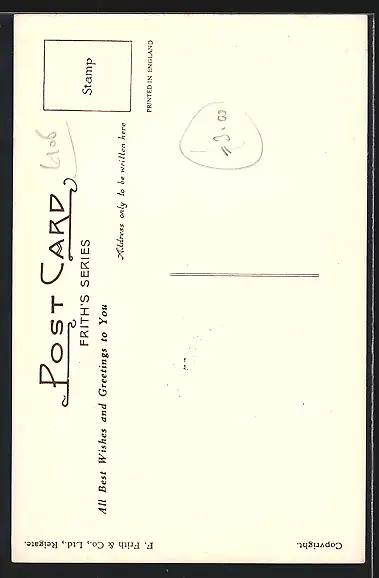 POST CARD
FRITH'S SERIES
All Best Wishes and Greetings to You
Address only to be written here
Stamp
PRINTED IN ENGLAND
F. Frith & Co., Ltd., Reigate.
Copyright.